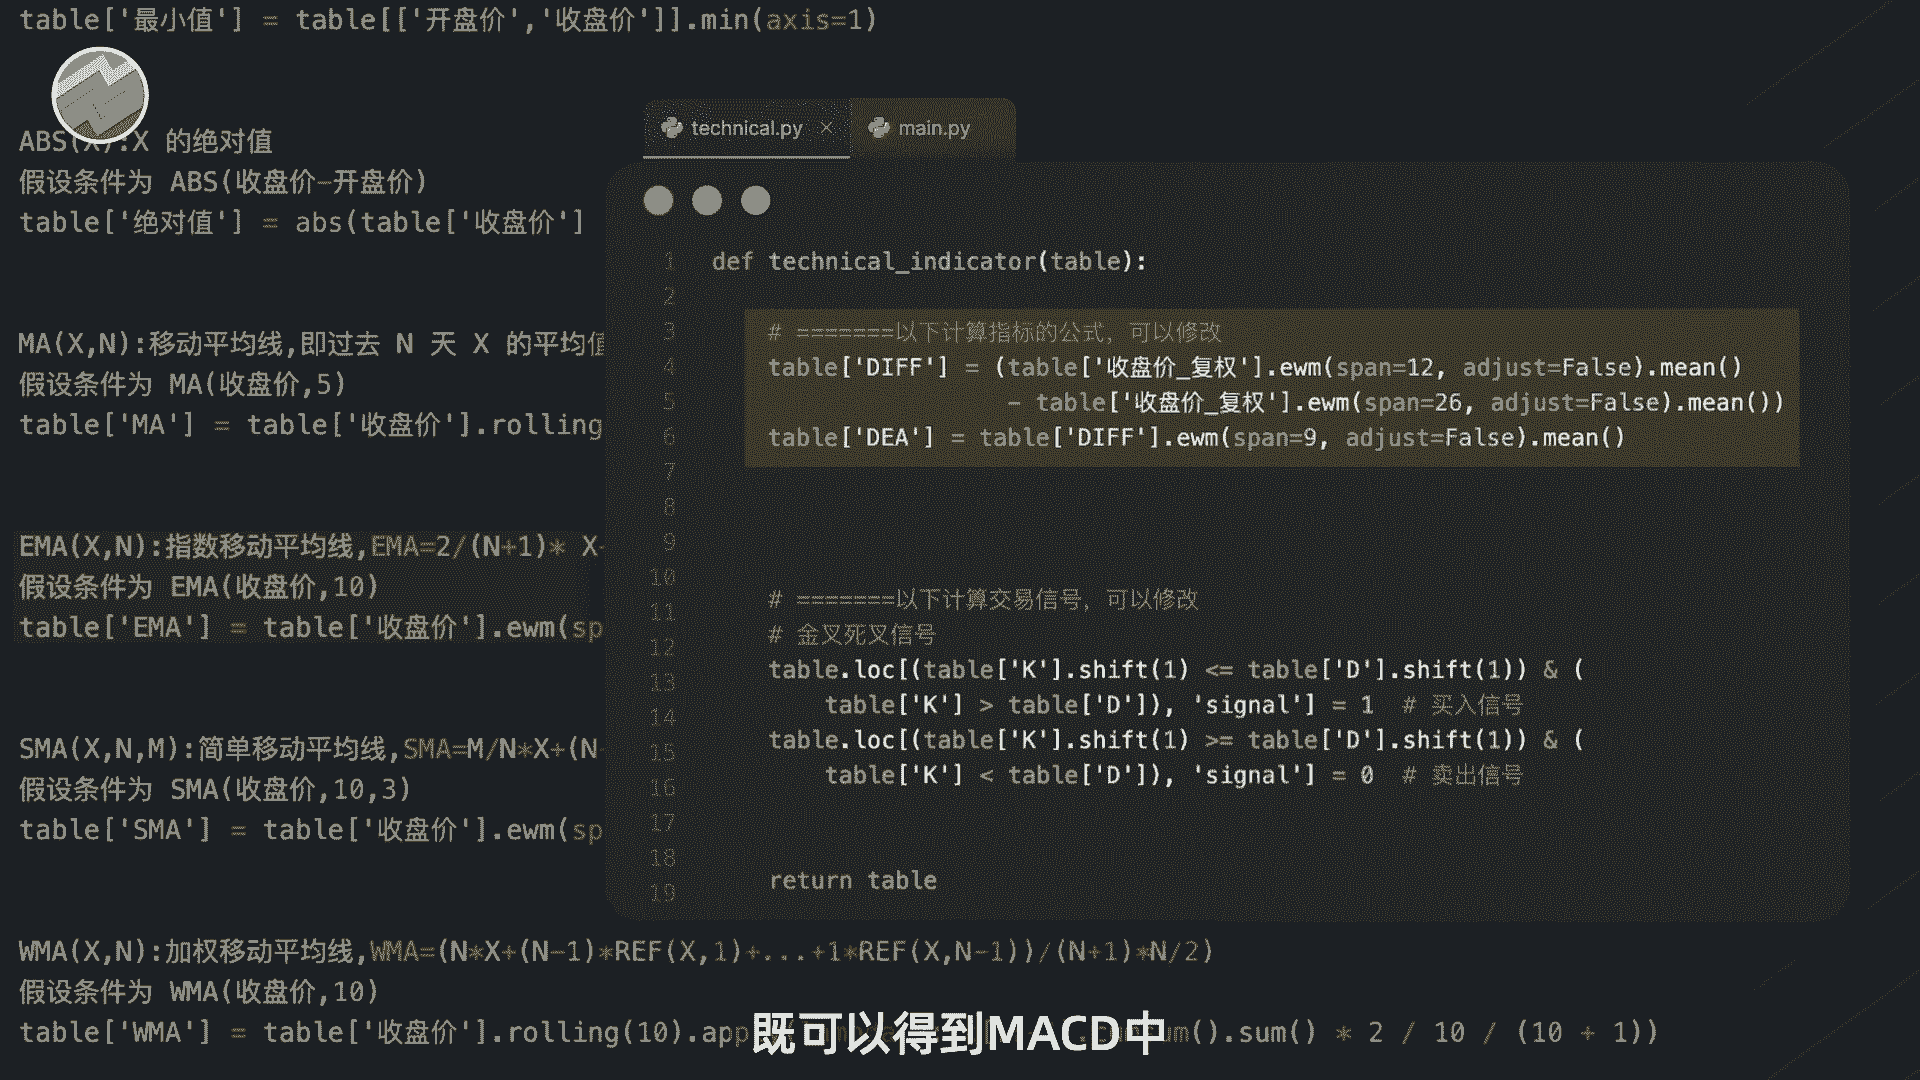 table['最小值'] = table[['开盘价','收盘价']].min(axis=1)
ABS(X):X 的绝对值
假设条件为 ABS(收盘价-开盘价)
table['绝对值'] = abs(table['收盘价']
MA(X,N):移动平均线,即过去 N 天 X 的平均值
假设条件为 MA(收盘价,5)
table['MA'] = table['收盘价'].rolling
EMA(X,N):指数移动平均线,EMA=2/(N+1)* X
假设条件为 EMA(收盘价,10)
table['EMA'] = table['收盘价'].ewm(sp
SMA(X,N,M):简单移动平均线,SMA=M/N*X+(N
假设条件为 SMA(收盘价,10,3)
table['SMA'] = table['收盘价'].ewm(sp
WMA(X,N):加权移动平均线,WMA=(N*X+(N-1)*REF(X,1)+...+1*REF(X,N-1))/(N+1)*N/2)
假设条件为 WMA(收盘价,10)
table['WMA'] = table['收盘价'].rolling(10).app .sum() * 2 / 10 / (10 + 1))
technical.py ×
main.py
1 def technical_indicator(table):
2
3 # =======以下计算指标的公式，可以修改
4 table['DIFF'] = (table['收盘价_复权'].ewm(span=12, adjust=False).mean()
5 - table['收盘价_复权'].ewm(span=26, adjust=False).mean())
6 table['DEA'] = table['DIFF'].ewm(span=9, adjust=False).mean()
7
8
9
10
11 # =======以下计算交易信号，可以修改
12 # 金叉死叉信号
13 table.loc[(table['K'].shift(1) <= table['D'].shift(1)) & (
14 table['K'] > table['D']), 'signal'] = 1 # 买入信号
15 table.loc[(table['K'].shift(1) >= table['D'].shift(1)) & (
16 table['K'] < table['D']), 'signal'] = 0 # 卖出信号
17
18 return table
19
既可以得到MACD中